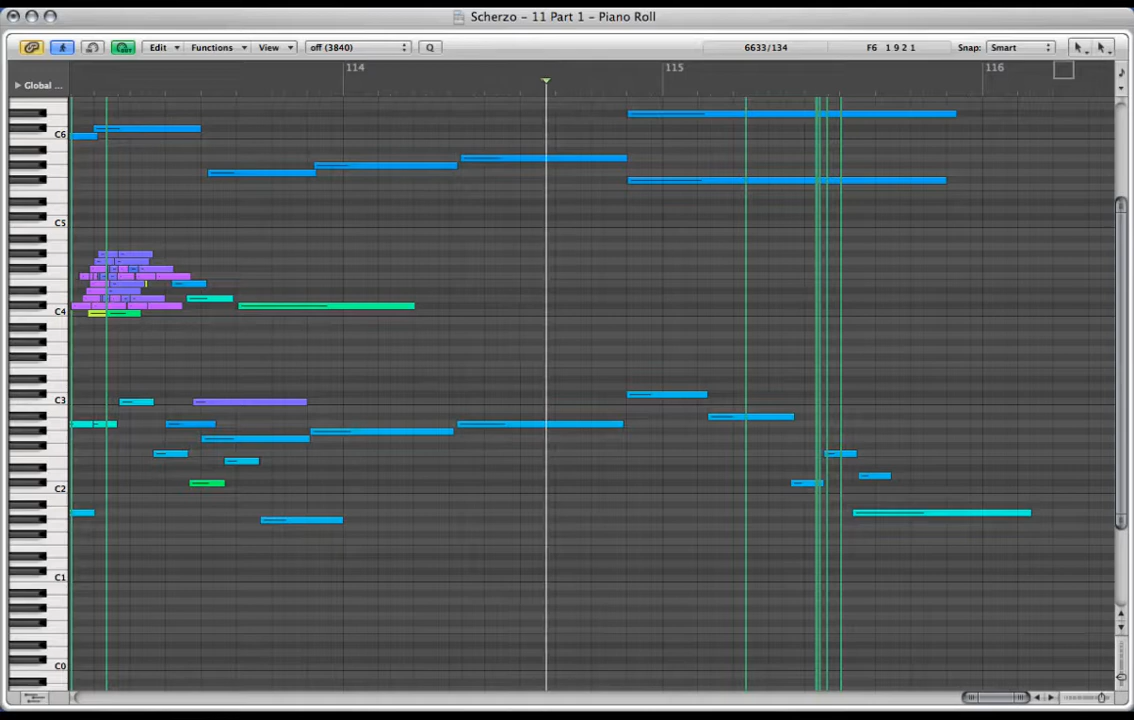 Scherzo - 11 Part 1 - Piano Roll
Edit Functions View off (3840) Q 6633/134 F6 1 9 2 1 Snap: Smart
Global ... 114 115 116
C6
C5
C4
C3
C2
C1
C0